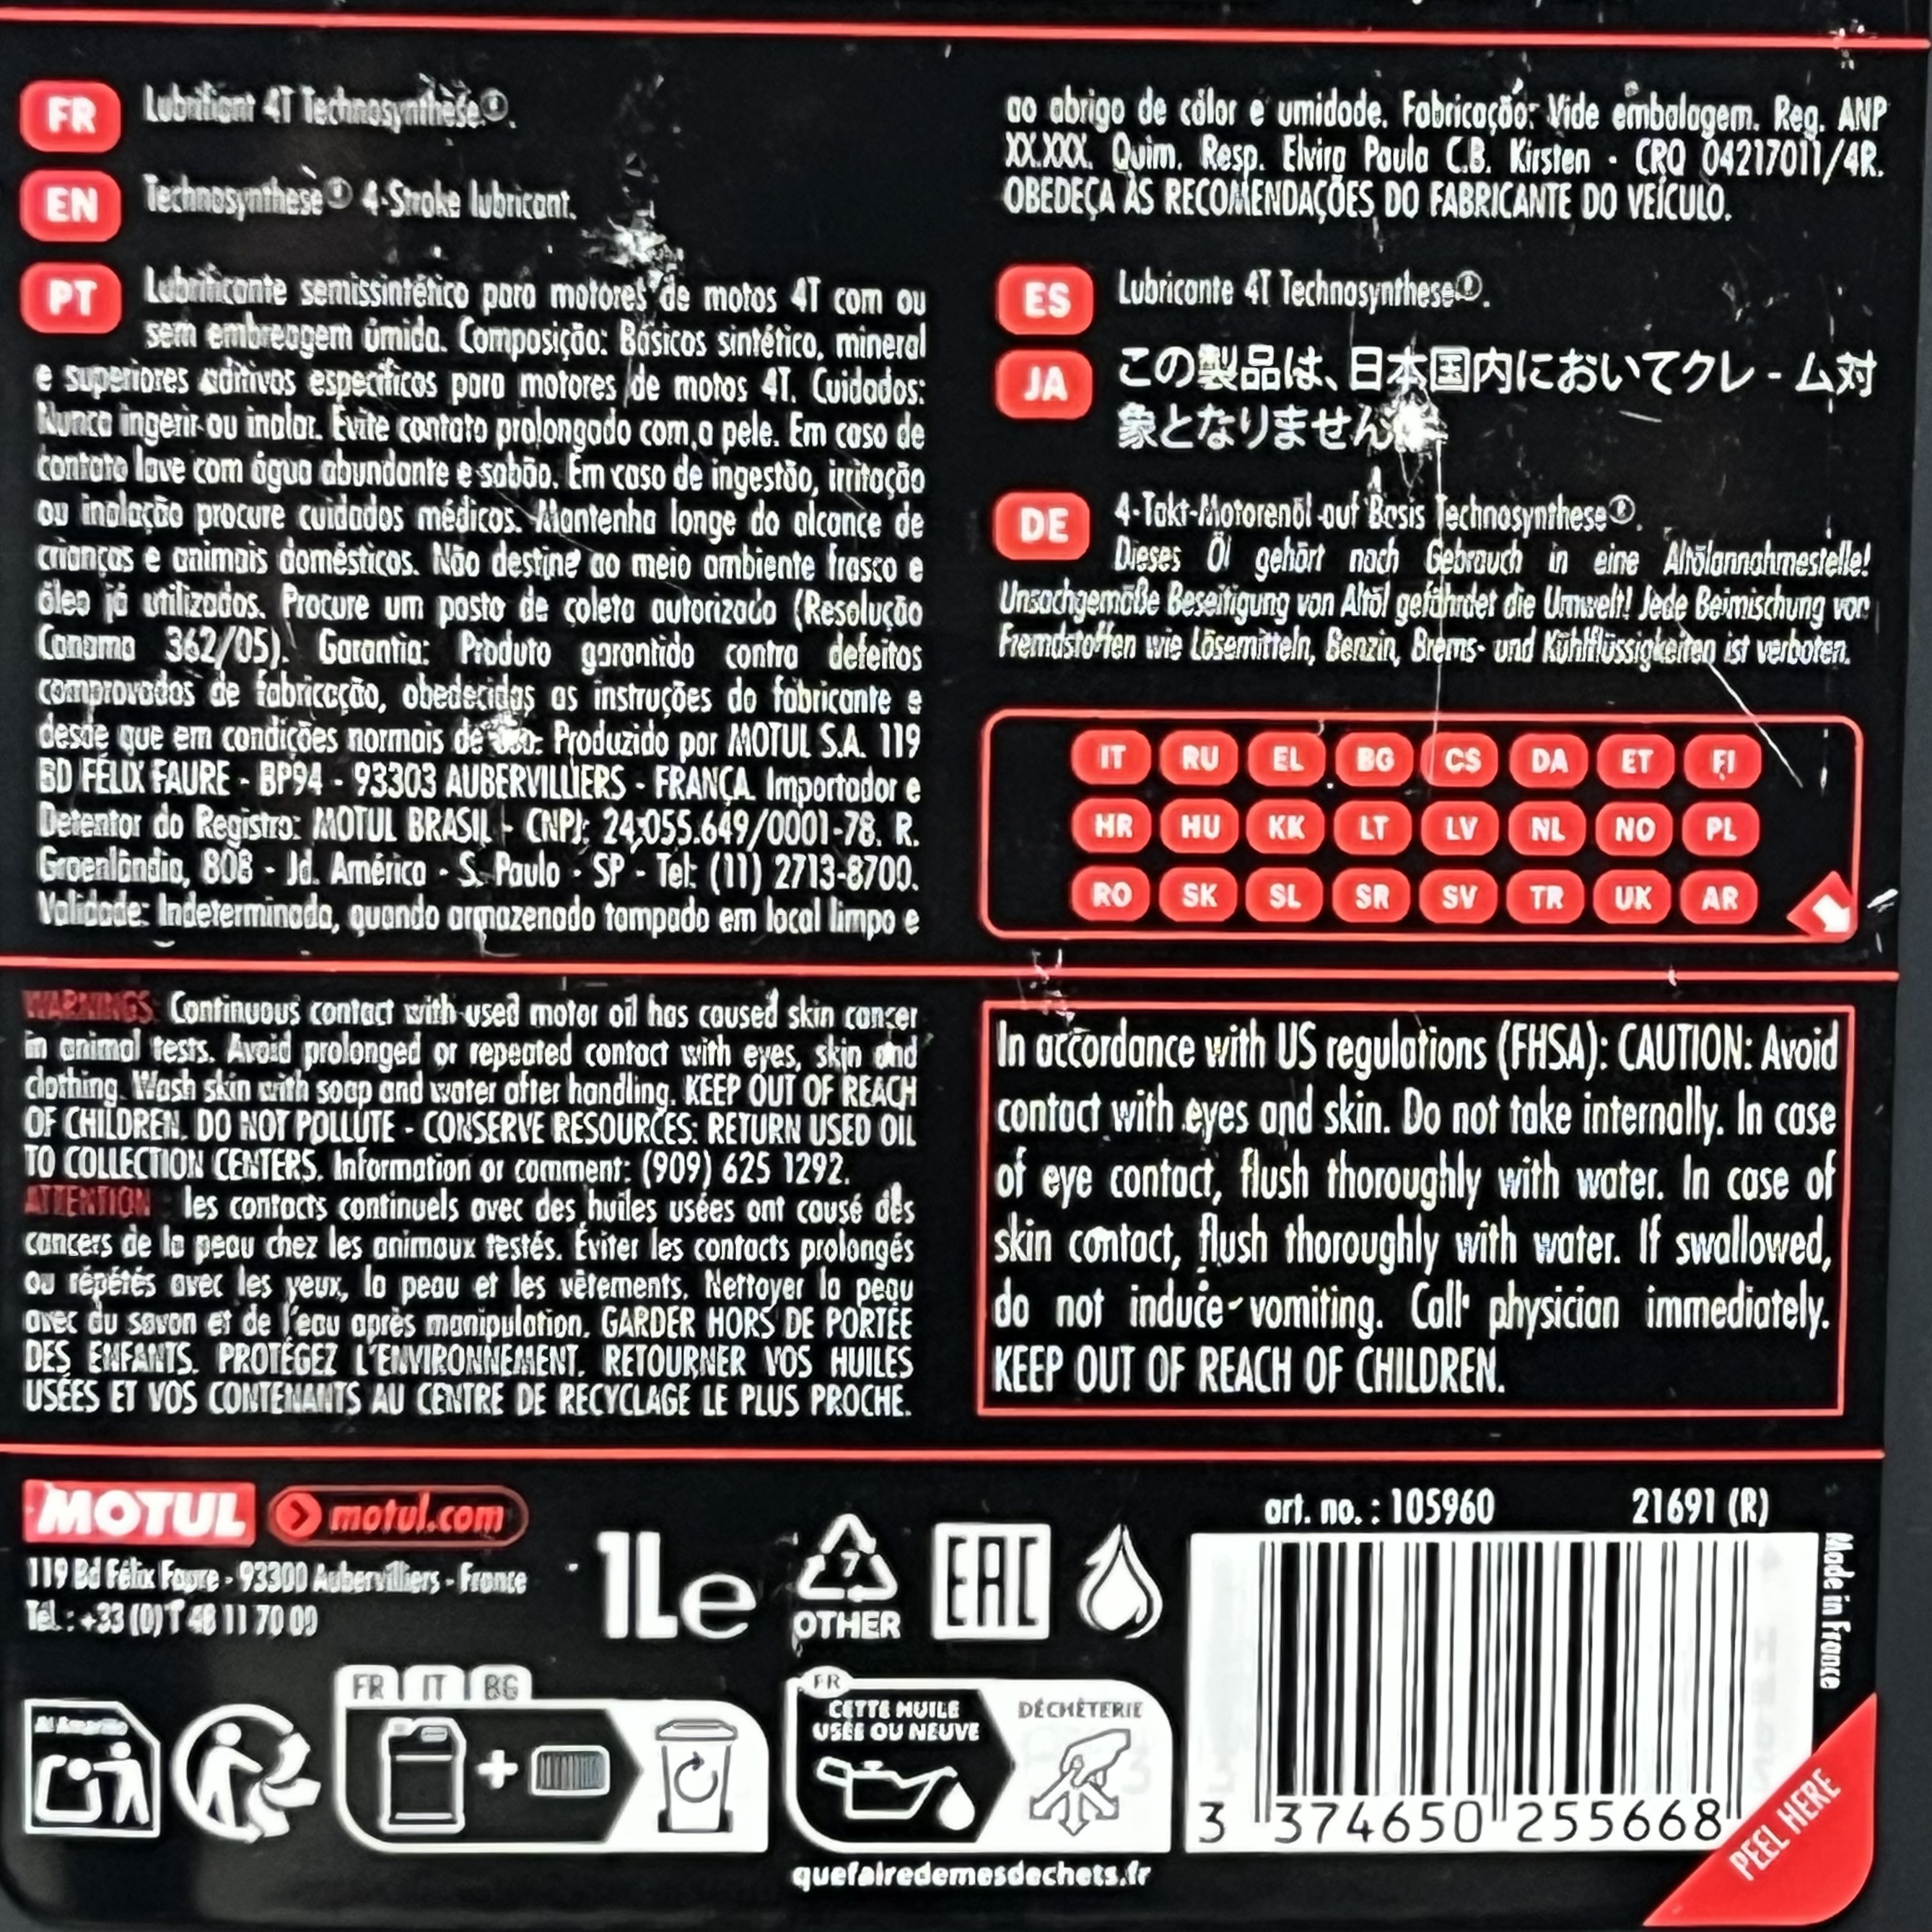 FR Lubrifiant 4T Technosynthèse®.
EN Technosynthese® 4-Stroke lubricant.
PT Lubrificante semissintético para motores de motos 4T com ou
sem embreagem úmida. Composição: Básicos sintético, mineral
e superiores aditivos específicos para motores de motos 4T. Cuidados:
Nunca ingerir ou inalar. Evite contato prolongado com a pele. Em caso de
contato lave com água abundante e sabão. Em caso de ingestão, irritação
ou inalação procure cuidados médicos. Mantenha longe do alcance de
crianças e animais domésticos. Não destine ao meio ambiente frasco e
óleo já utilizados. Procure um posto de coleta autorizado (Resolução
Conama 362/05). Garantia: Produto garantido contra defeitos
comprovados de fabricação, obedecidas as instruções do fabricante e
desde que em condições normais de uso. Produzido por MOTUL S.A. 119
BD FÉLIX FAURE - BP94 - 93303 AUBERVILLIERS - FRANÇA. Importador e
Detentor do Registro: MOTUL BRASIL - CNPJ: 24.055.649/0001-78. R.
Groenlândia, 808 - Jd. América - S. Paulo - SP - Tel: (11) 2713-8700.
Validade: Indeterminada, quando armazenado tampado em local limpo e
ao abrigo de cálor e umidade. Fabricação: Vide embalagem. Reg. ANP
XX.XXX. Quim. Resp. Elvira Paula C.B. Kirsten - CRQ 04217011/4R.
OBEDEÇA ÀS RECOMENDAÇÕES DO FABRICANTE DO VEÍCULO.
ES Lubricante 4T Technosynthese®.
JA この製品は、日本国内においてクレ-ム対
象となりません
DE 4-Takt-Motorenöl auf Basis Technosynthese®.
Dieses Öl gehört nach Gebrauch in eine Altölannahmestelle!
Unsachgemäße Beseitigung von Altöl gefährdet die Umwelt! Jede Beimischung von
Fremdstoffen wie Lösemitteln, Benzin, Brems- und Kühlflüssigkeiten ist verboten.
IT RU EL BG CS DA ET FI
HR HU KK LT LV NL NO PL
RO SK SL SR SV TR UK AR
WARNINGS: Continuous contact with used motor oil has caused skin cancer
in animal tests. Avoid prolonged or repeated contact with eyes, skin and
clothing. Wash skin with soap and water after handling. KEEP OUT OF REACH
OF CHILDREN. DO NOT POLLUTE - CONSERVE RESOURCES: RETURN USED OIL
TO COLLECTION CENTERS. Information or comment: (909) 625 1292.
ATTENTION les contacts continuels avec des huiles usées ont causé des
cancers de la peau chez les animaux testés. Éviter les contacts prolongés
ou répétés avec les yeux, la peau et les vêtements. Nettoyer la peau
avec du savon et de l'eau après manipulation. GARDER HORS DE PORTÉE
DES ENFANTS. PROTÉGEZ L'ENVIRONNEMENT. RETOURNER VOS HUILES
USÉES ET VOS CONTENANTS AU CENTRE DE RECYCLAGE LE PLUS PROCHE.
In accordance with US regulations (FHSA): CAUTION: Avoid
contact with eyes and skin. Do not take internally. In case
of eye contact, flush thoroughly with water. In case of
skin contact, flush thoroughly with water. If swallowed,
do not induce vomiting. Call physician immediately.
KEEP OUT OF REACH OF CHILDREN.
MOTUL motul.com
119 Bd Félix Faure - 93300 Aubervilliers - France
Tél.: +33 (0)1 48 11 70 00
1Le
7
OTHER
EAC
art. no. : 105960 21691 (R)
Made in France
3 374650 255668
PEEL HERE
Al Amarillo
FR IT BG
+
FR
CETTE HUILE
USÉE OU NEUVE
DÉCHÈTERIE
quefairedemesdechets.fr